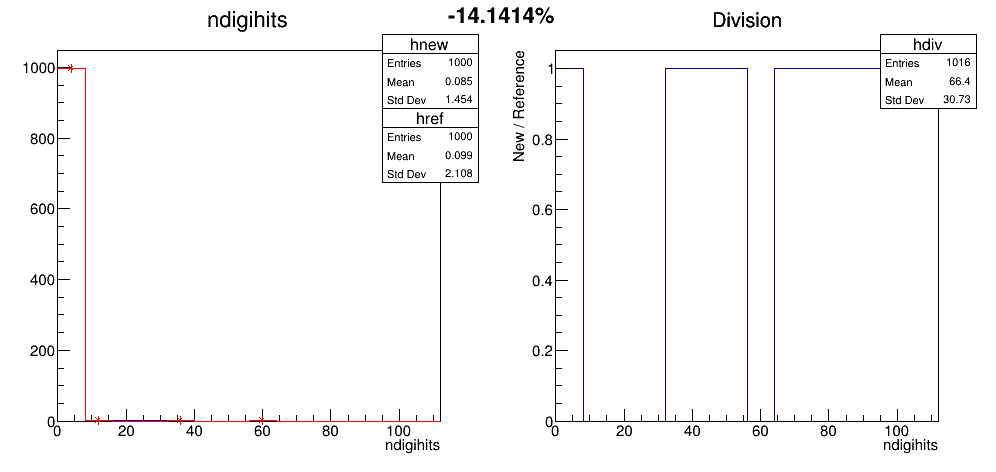 -14.1414%
ndigihits
hnew
Entries 1000
Mean 0.085
Std Dev 1.454
href
Entries 1000
Mean 0.099
Std Dev 2.108
1000
800
600
400
200
0
0 20 40 60 80 100
ndigihits
Division
hdiv
Entries 1016
Mean 66.4
Std Dev 30.73
New / Reference
1
0.8
0.6
0.4
0.2
0
0 20 40 60 80 100
ndigihits